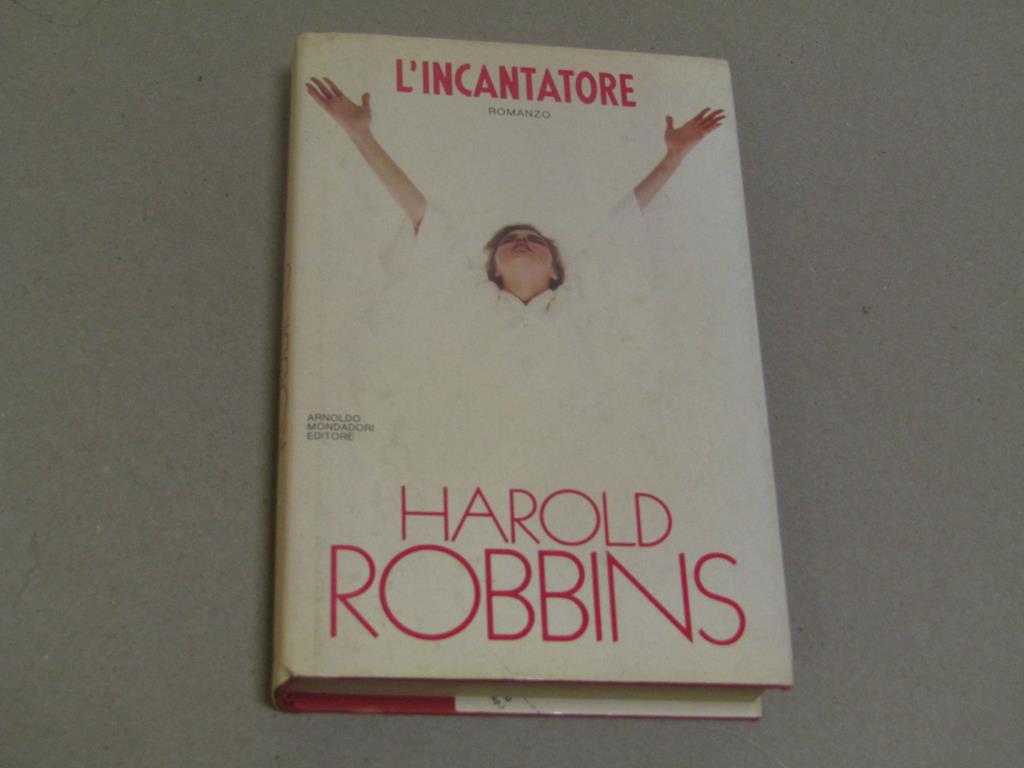 L'INCANTATORE
ROMANZO
ARNOLDO
MONDADORI
EDITORE
HAROLD
ROBBINS